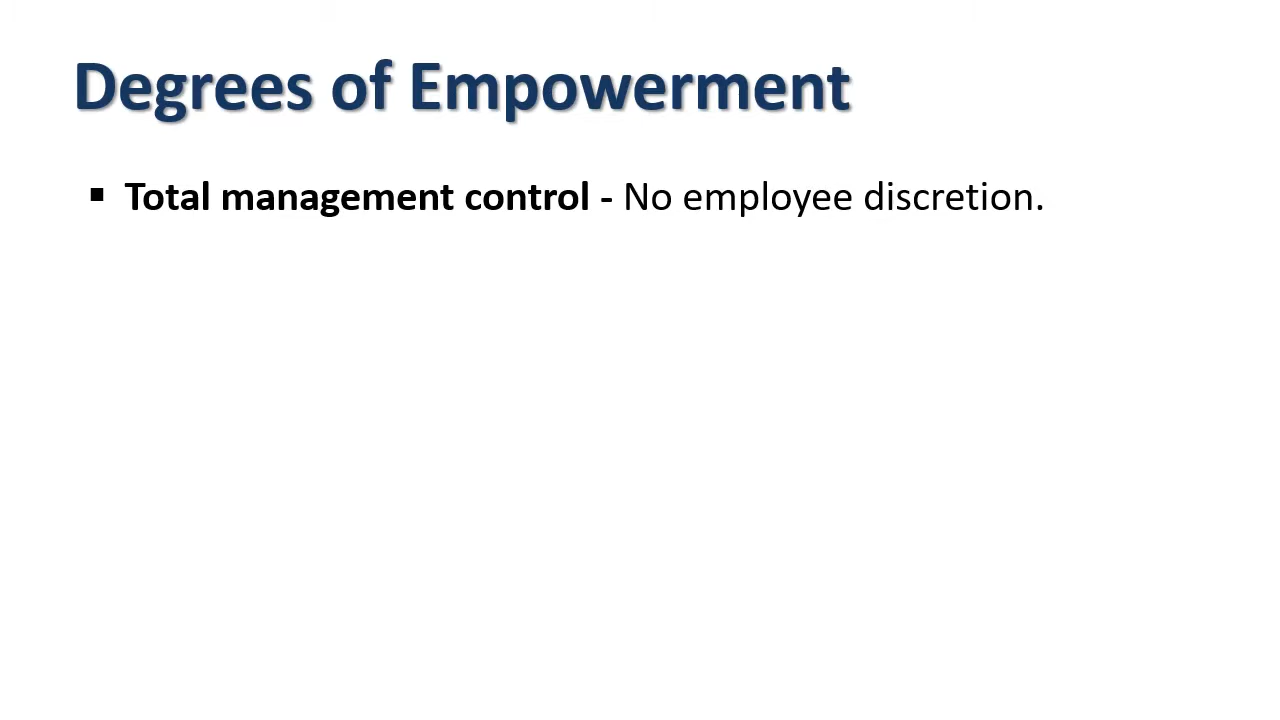 Degrees of Empowerment
▪ Total management control - No employee discretion.